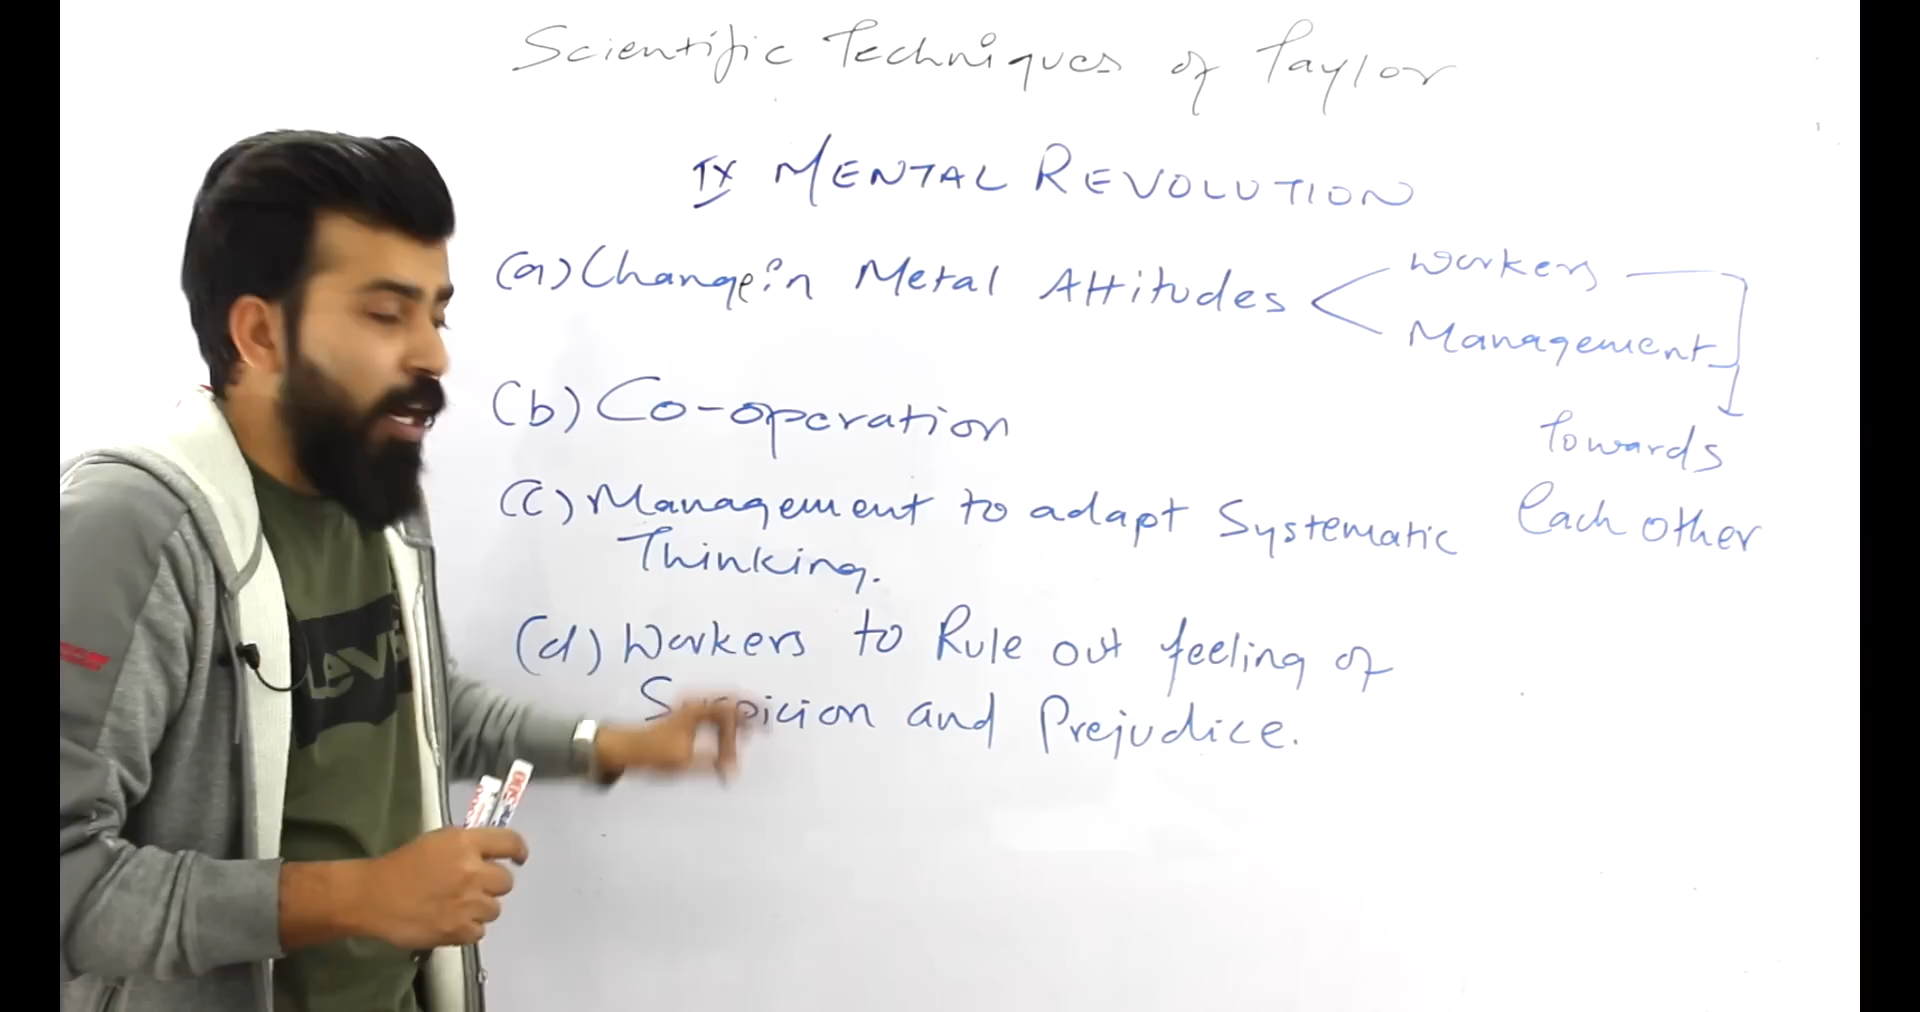 Scientific Techniques of Taylor
IX MENTAL REVOLUTION
(a) Change in Metal Attitudes
Workers
Management
Towards
Each other
(b) Co-operation
(c) Management to adapt Systematic
Thinking.
(d) Workers to Rule out feeling of
Suspicion and Prejudice.
Levi